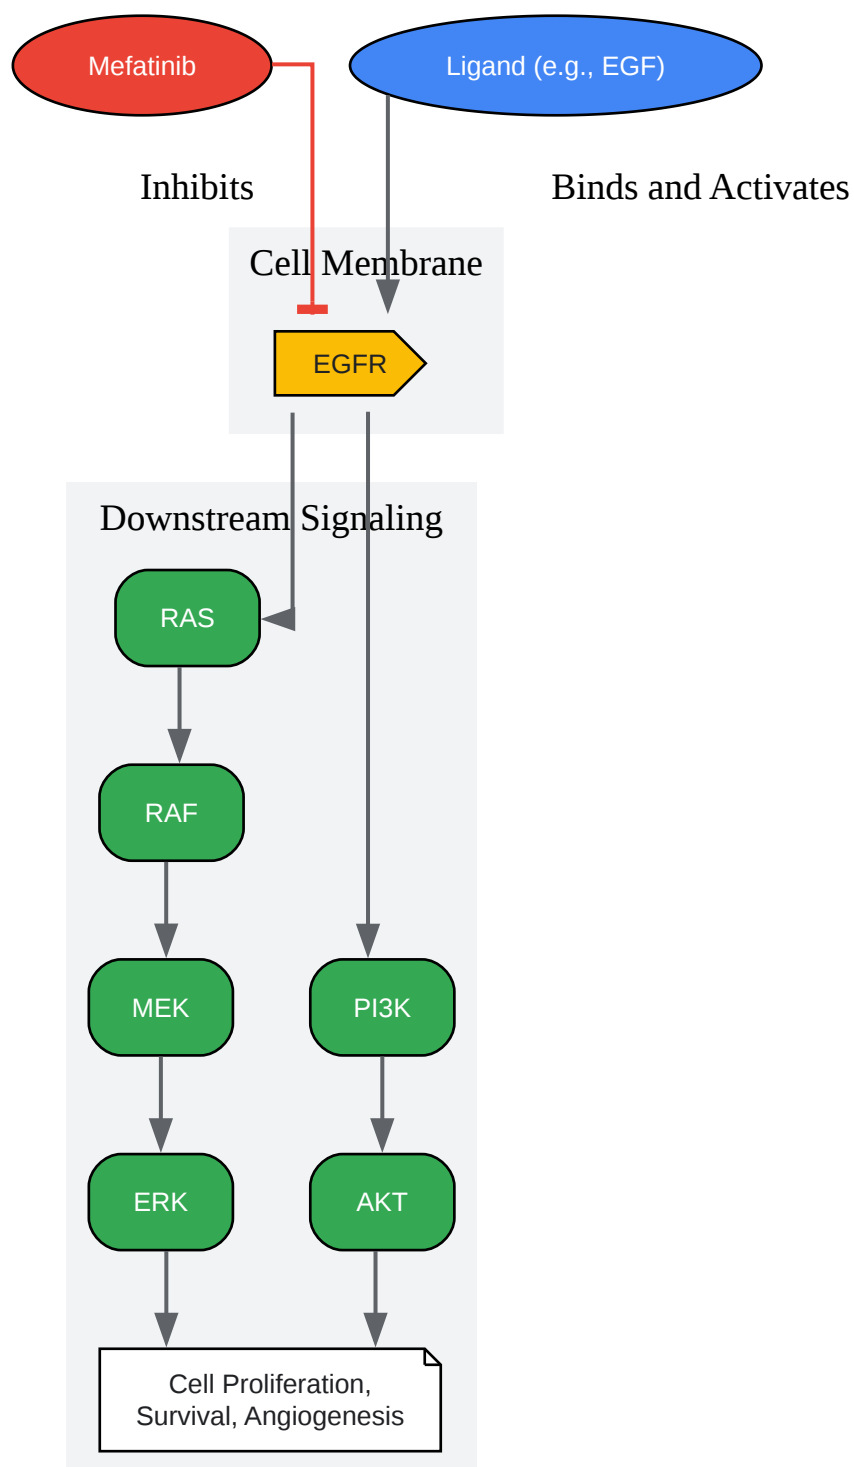 Mefatinib
Ligand (e.g., EGF)
Inhibits
Binds and Activates
Cell Membrane
EGFR
Downstream Signaling
RAS
RAF
MEK
PI3K
ERK
AKT
Cell Proliferation,
Survival, Angiogenesis